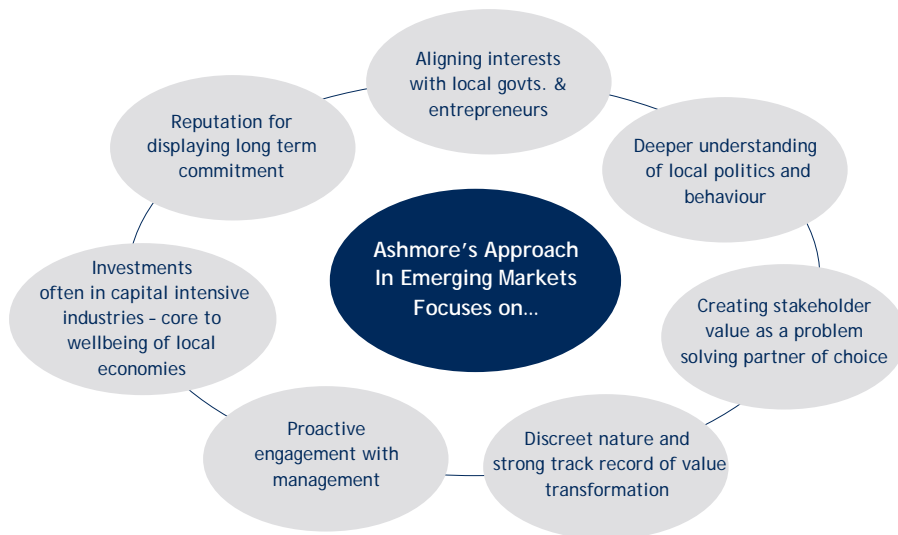 Aligning interests
with local govts. &
entrepreneurs
Reputation for
displaying long term
commitment
Deeper understanding
of local politics and
behaviour
Ashmore's Approach
In Emerging Markets
Focuses on...
Investments
often in capital intensive
industries – core to
wellbeing of local
economies
Creating stakeholder
value as a problem
solving partner of choice
Proactive
engagement with
management
Discreet nature and
strong track record of value
transformation